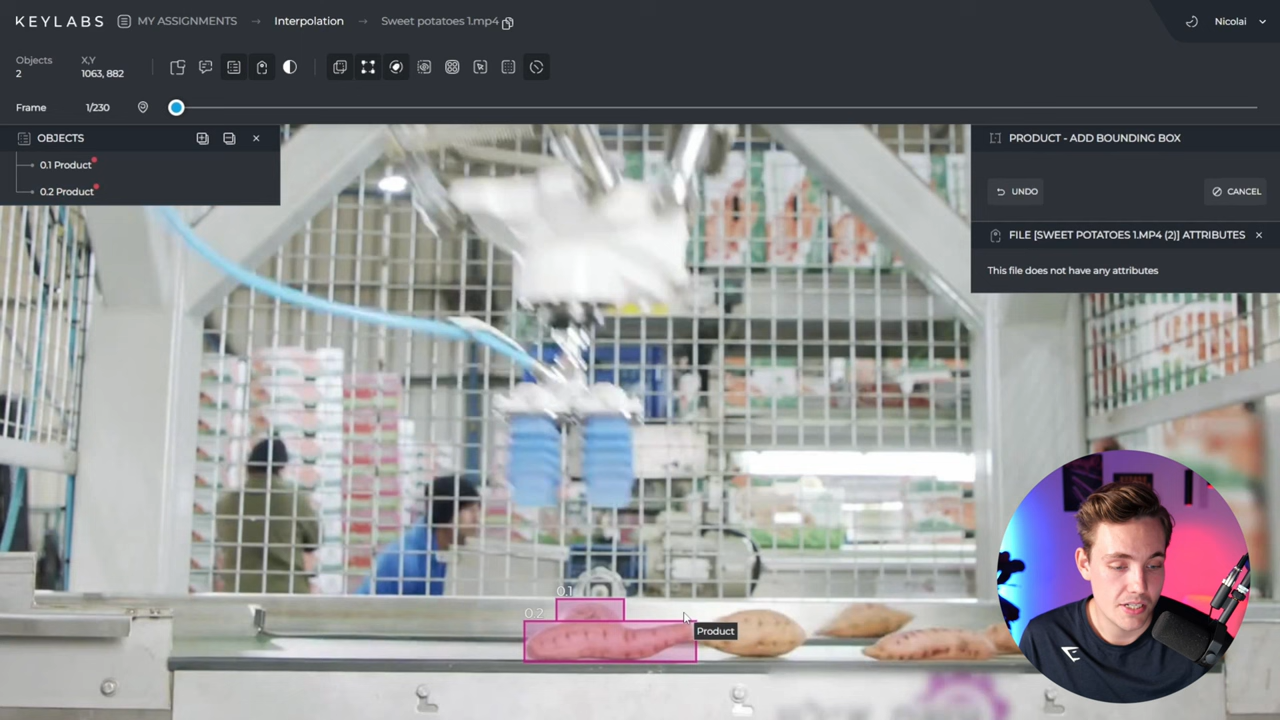 KEYLABS MY ASSIGNMENTS → Interpolation → Sweet potatoes 1.mp4 Nicolai
Objects
2
X,Y
1063, 882
Frame 1/230
OBJECTS
0.1 Product
0.2 Product
PRODUCT - ADD BOUNDING BOX
UNDO CANCEL
FILE [SWEET POTATOES 1.MP4 (2)] ATTRIBUTES
This file does not have any attributes
0.1
0.2
Product